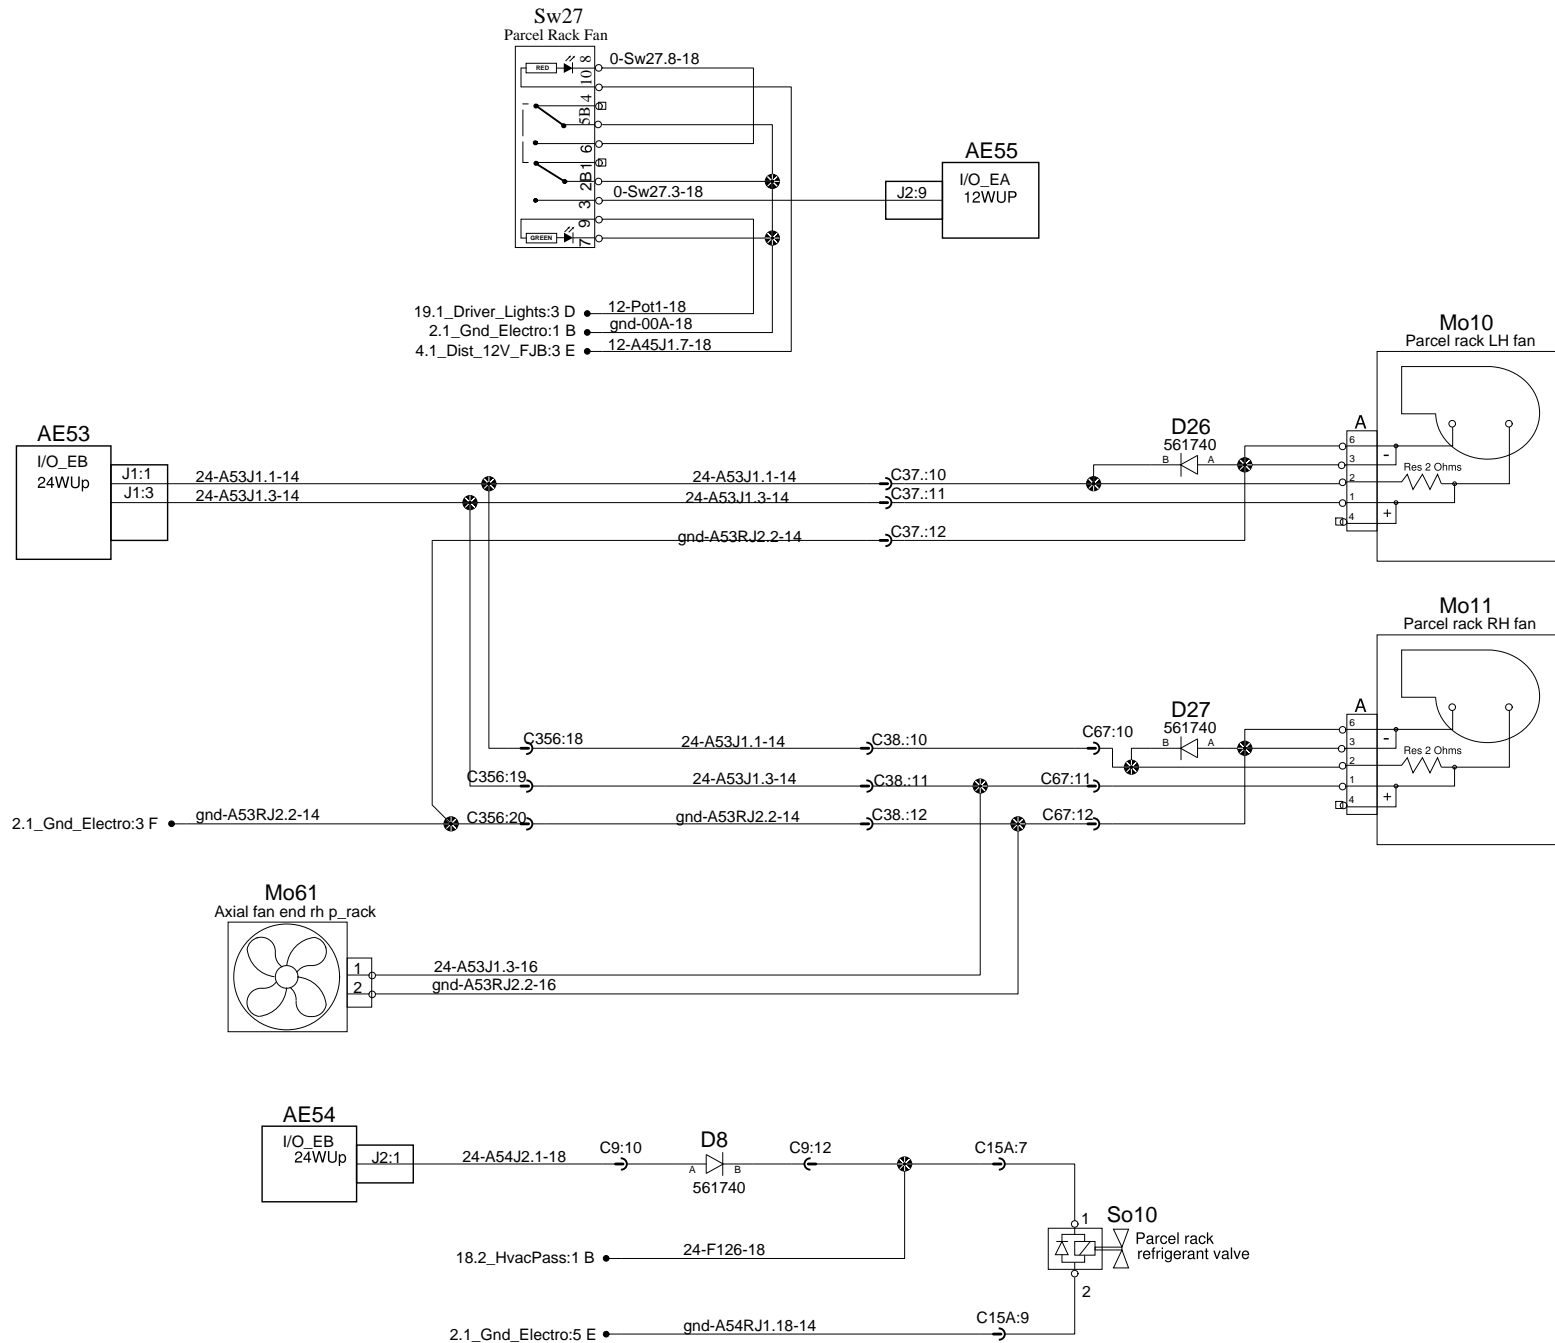 Sw27
Parcel Rack Fan
RED
8
0-Sw27.8-18
10
4
5B
6
1
2B
0-Sw27.3-18
3
9
GREEN
7
AE55
I/O_EA
12WUP
J2:9
19.1_Driver_Lights:3 D
12-Pot1-18
2.1_Gnd_Electro:1 B
gnd-00A-18
4.1_Dist_12V_FJB:3 E
12-A45J1.7-18
Mo10
Parcel rack LH fan
AE53
I/O_EB
24WUp
J1:1
J1:3
24-A53J1.1-14
24-A53J1.3-14
24-A53J1.1-14
24-A53J1.3-14
gnd-A53RJ2.2-14
C37.:10
C37.:11
C37.:12
D26
561740
B
A
A
6
3
2
1
4
-
+
Res 2 Ohms
Mo11
Parcel rack RH fan
C356:18
24-A53J1.1-14
C38.:10
C67:10
D27
561740
B
A
A
6
3
2
1
4
-
+
Res 2 Ohms
C356:19
24-A53J1.3-14
C38.:11
C67:11
2.1_Gnd_Electro:3 F
gnd-A53RJ2.2-14
C356:20
gnd-A53RJ2.2-14
C38.:12
C67:12
Mo61
Axial fan end rh p_rack
1
2
24-A53J1.3-16
gnd-A53RJ2.2-16
AE54
I/O_EB
24WUp
J2:1
24-A54J2.1-18
C9:10
D8
A
B
561740
C9:12
C15A:7
18.2_HvacPass:1 B
24-F126-18
1
So10
Parcel rack
refrigerant valve
2
2.1_Gnd_Electro:5 E
gnd-A54RJ1.18-14
C15A:9